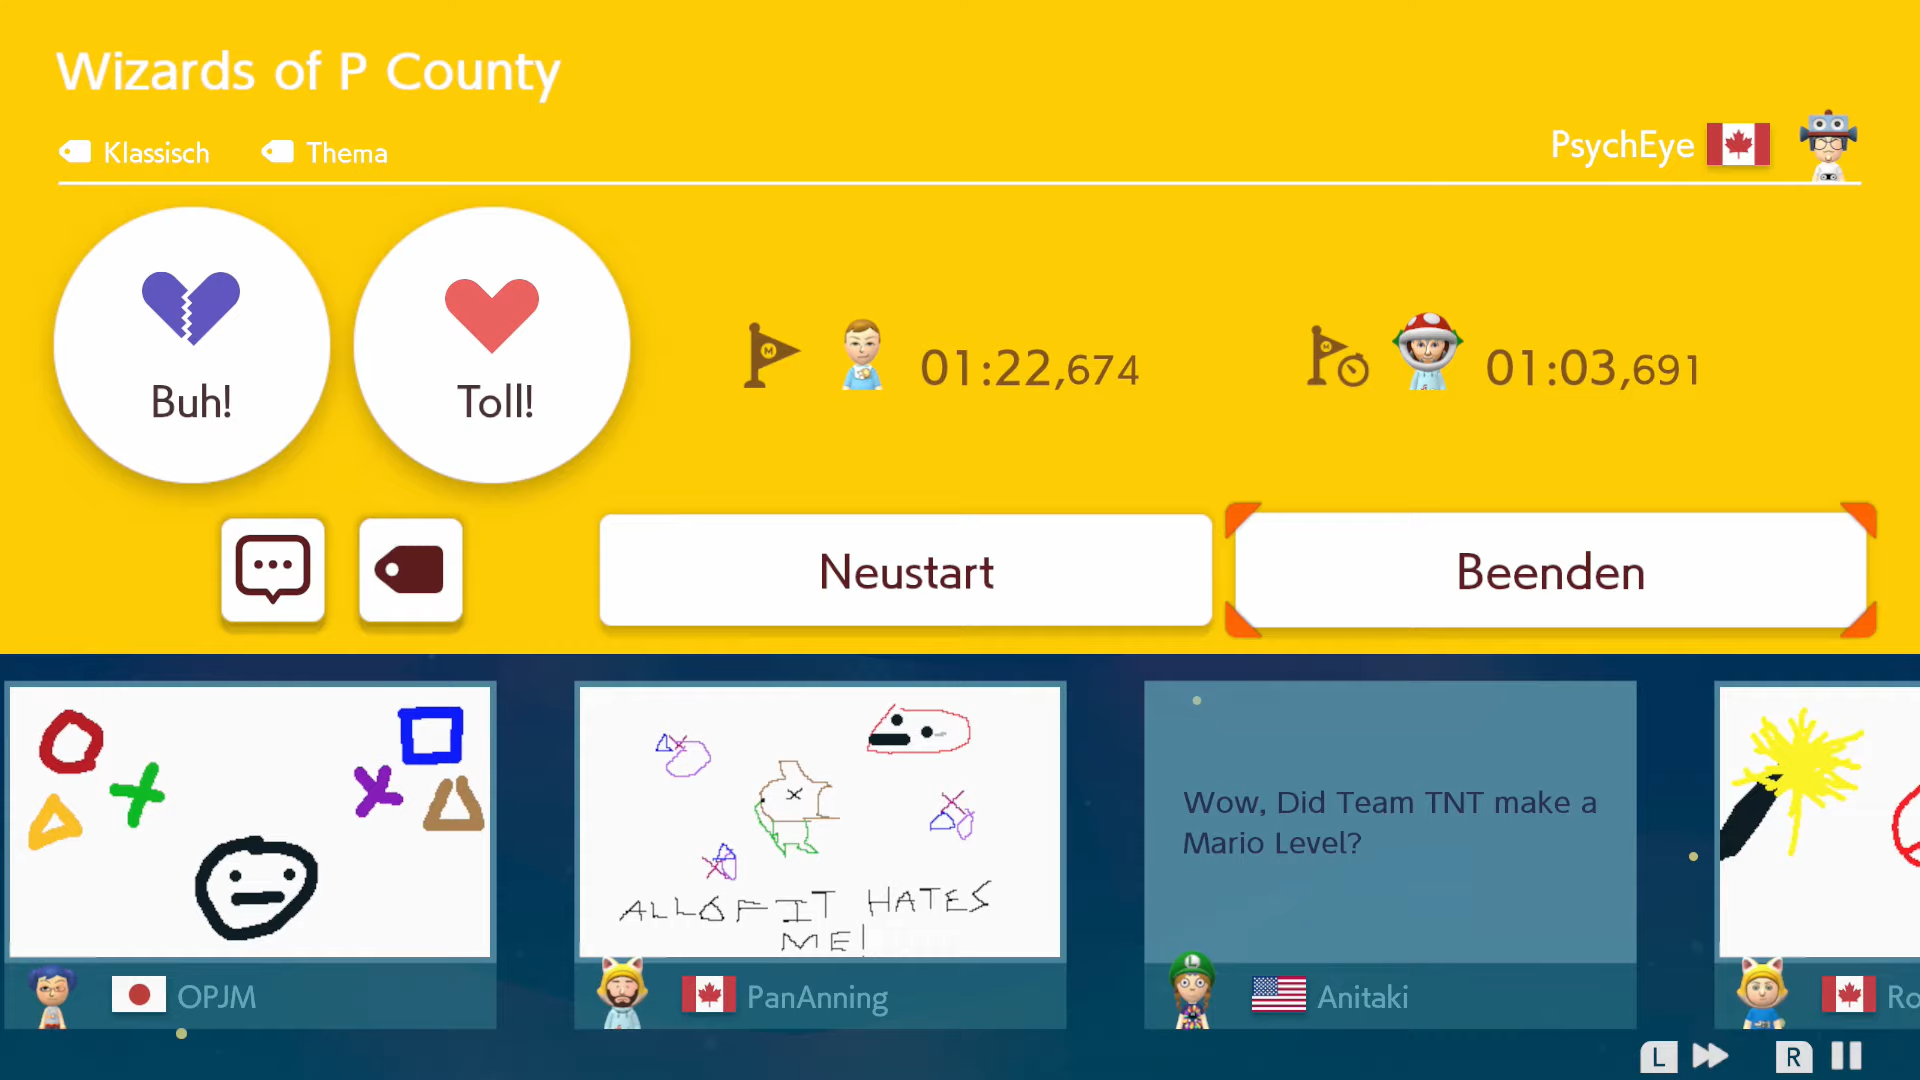 Wizards of P County
Klassisch Thema
PsychEye
Buh! Toll!
M 01:22,674 M 01:03,691
Neustart Beenden
ALL OF IT HATES
ME!
Wow, Did Team TNT make a
Mario Level?
OPJM PanAnning L Anitaki Ro
L R